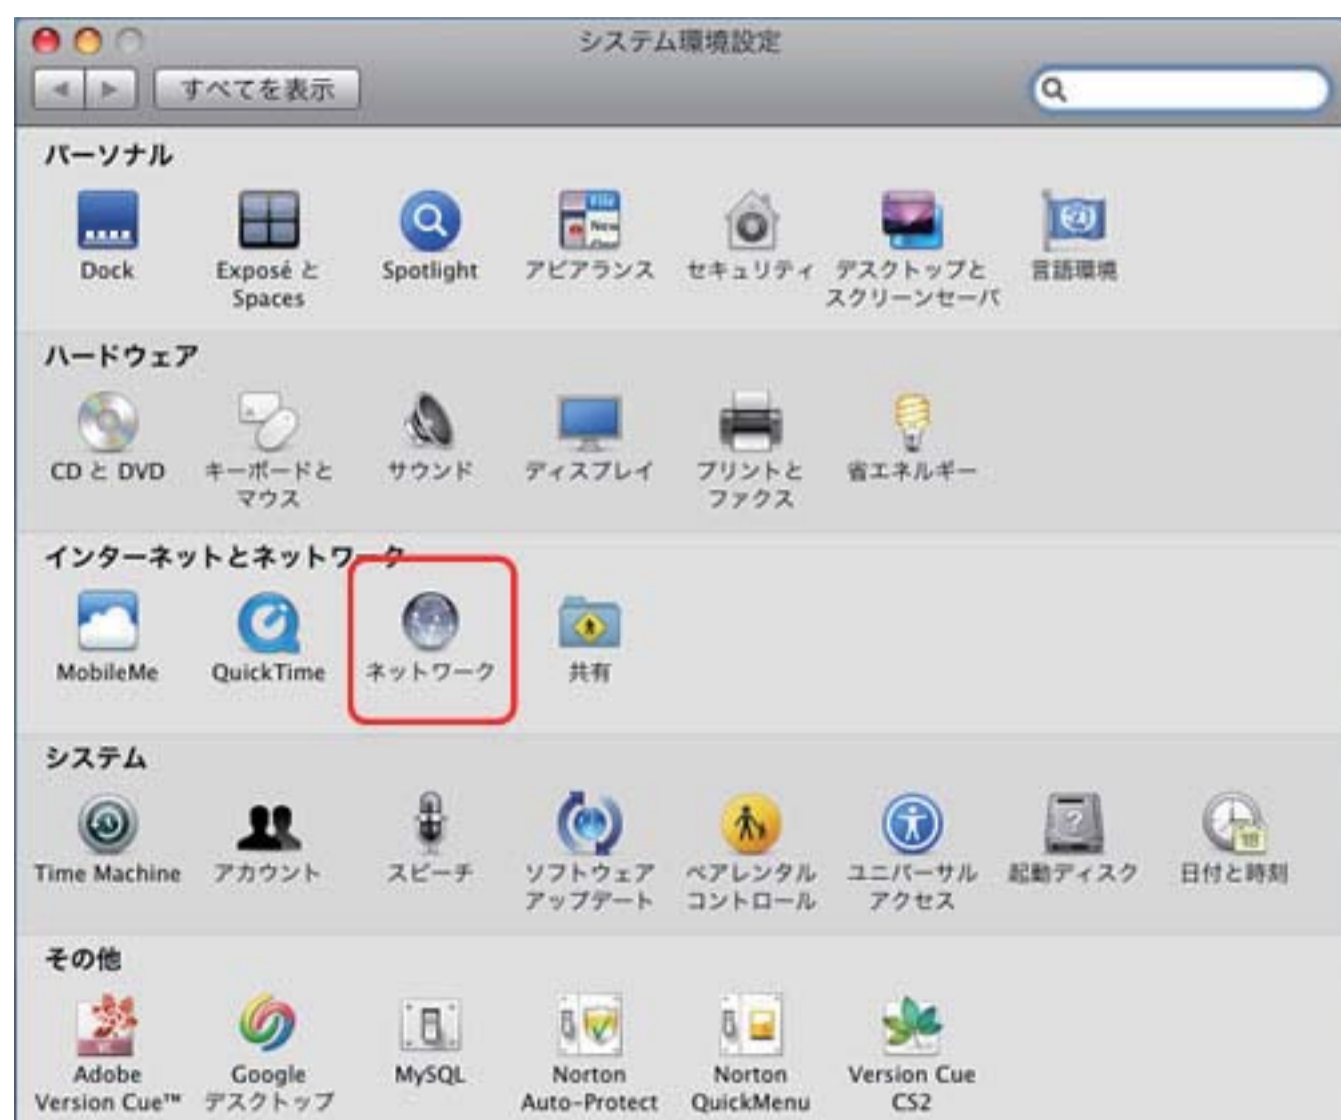 システム環境設定
すべてを表示
パーソナル
Dock
Exposé と
Spaces
Spotlight
アピアランス
セキュリティ
デスクトップと
スクリーンセーバ
言語環境
ハードウェア
CD と DVD
キーボードと
マウス
サウンド
ディスプレイ
プリントと
ファクス
省エネルギー
インターネットとネットワーク
MobileMe
QuickTime
ネットワーク
共有
システム
Time Machine
アカウント
スピーチ
ソフトウェア
アップデート
ペアレンタル
コントロール
ユニバーサル
アクセス
起動ディスク
日付と時刻
その他
Adobe
Version Cue™
Google
デスクトップ
MySQL
Norton
Auto-Protect
Norton
QuickMenu
Version Cue
CS2
File
New
18